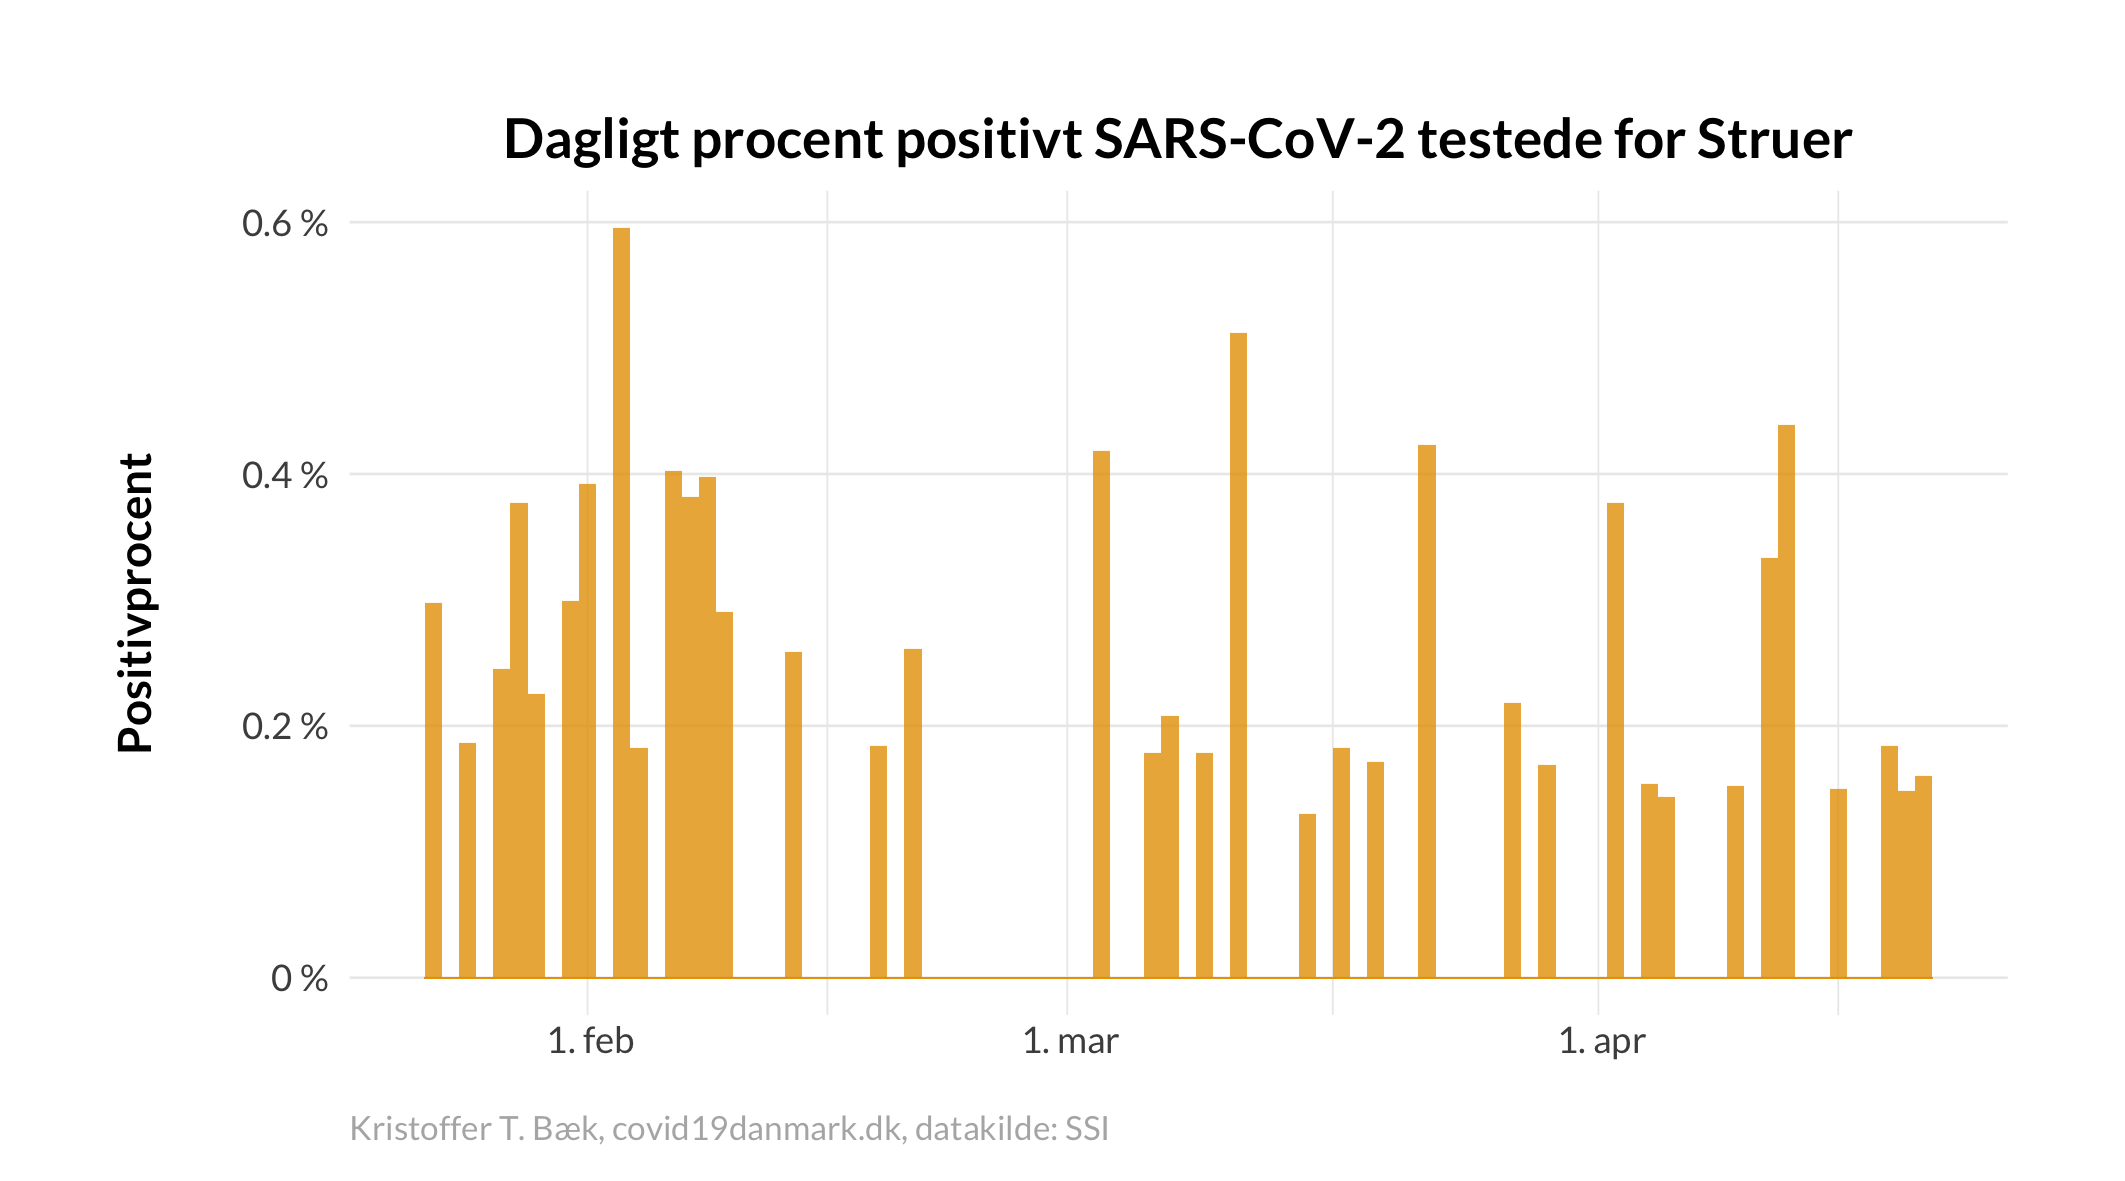 Dagligt procent positivt SARS-CoV-2 testede for Struer
Positivprocent
0.6 %
0.4 %
0.2 %
0 %
1. feb
1. mar
1. apr
Kristoffer T. Bæk, covid19danmark.dk, datakilde: SSI